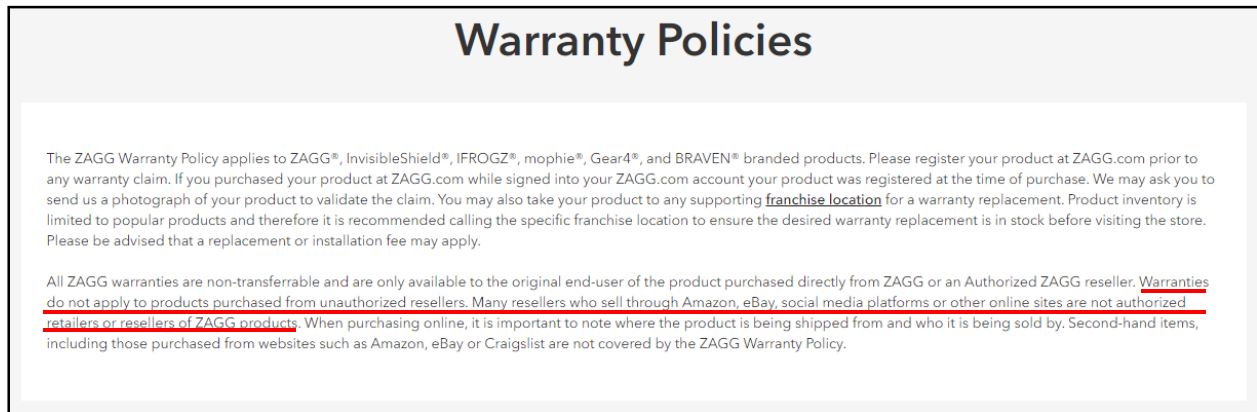 Warranty Policies
The ZAGG Warranty Policy applies to ZAGG®, InvisibleShield®, IFROGZ®, mophie®, Gear4®, and BRAVEN® branded products. Please register your product at ZAGG.com prior to
any warranty claim. If you purchased your product at ZAGG.com while signed into your ZAGG.com account your product was registered at the time of purchase. We may ask you to
send us a photograph of your product to validate the claim. You may also take your product to any supporting franchise location for a warranty replacement. Product inventory is
limited to popular products and therefore it is recommended calling the specific franchise location to ensure the desired warranty replacement is in stock before visiting the store.
Please be advised that a replacement or installation fee may apply.
All ZAGG warranties are non-transferrable and are only available to the original end-user of the product purchased directly from ZAGG or an Authorized ZAGG reseller. Warranties
do not apply to products purchased from unauthorized resellers. Many resellers who sell through Amazon, eBay, social media platforms or other online sites are not authorized
retailers or resellers of ZAGG products. When purchasing online, it is important to note where the product is being shipped from and who it is being sold by. Second-hand items,
including those purchased from websites such as Amazon, eBay or Craigslist are not covered by the ZAGG Warranty Policy.